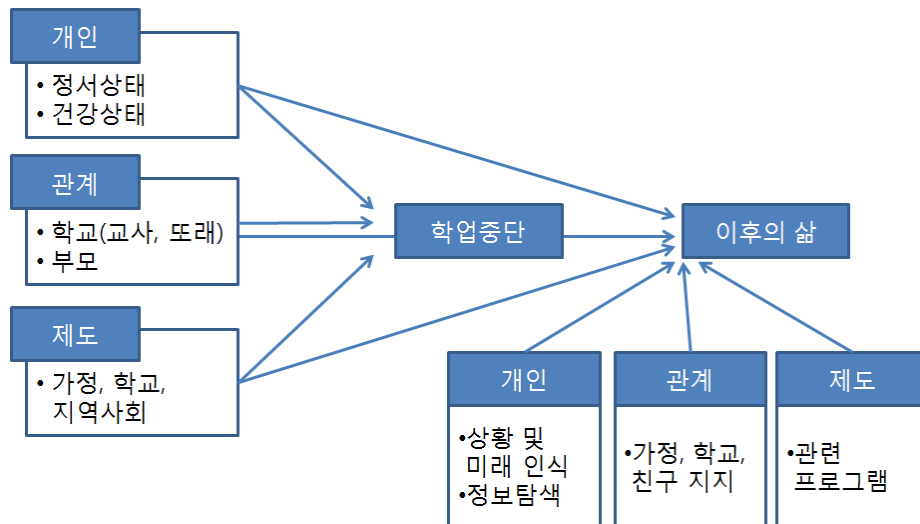 개인
• 정서상태
• 건강상태
관계
• 학교(교사, 또래)
• 부모
제도
• 가정, 학교,
지역사회
학업중단
이후의 삶
개인
•상황 및
미래 인식
•정보탐색
관계
•가정, 학교,
친구 지지
제도
•관련
프로그램